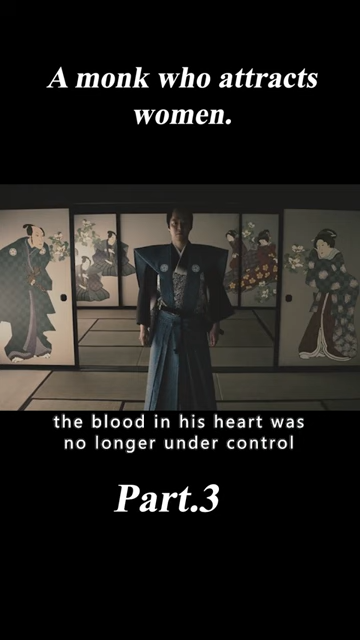 A monk who attracts
women.
the blood in his heart was
no longer under control
Part.3